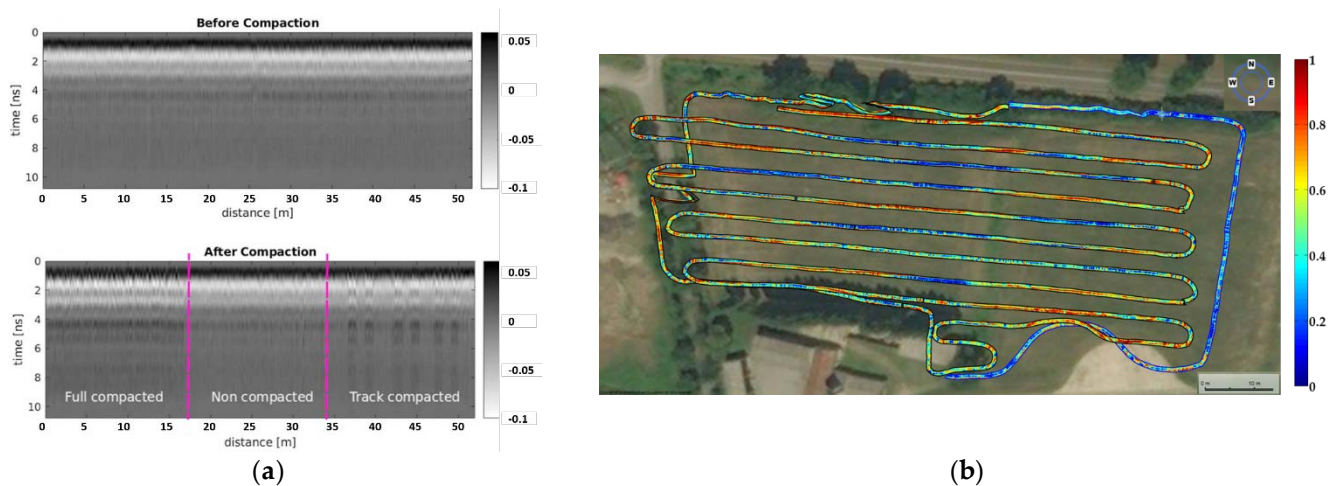 Before Compaction
0
2
4
6
8
10
time [ns]
0 5 10 15 20 25 30 35 40 45 50
distance [m]
0.05
0
-0.05
-0.1
After Compaction
0
2
4
6
8
10
time [ns]
Full compacted Non compacted Track compacted
0 5 10 15 20 25 30 35 40 45 50
distance [m]
0.05
0
-0.05
-0.1
(a)
N
W E
S
0 m 10 m
1
0.8
0.6
0.4
0.2
0
(b)